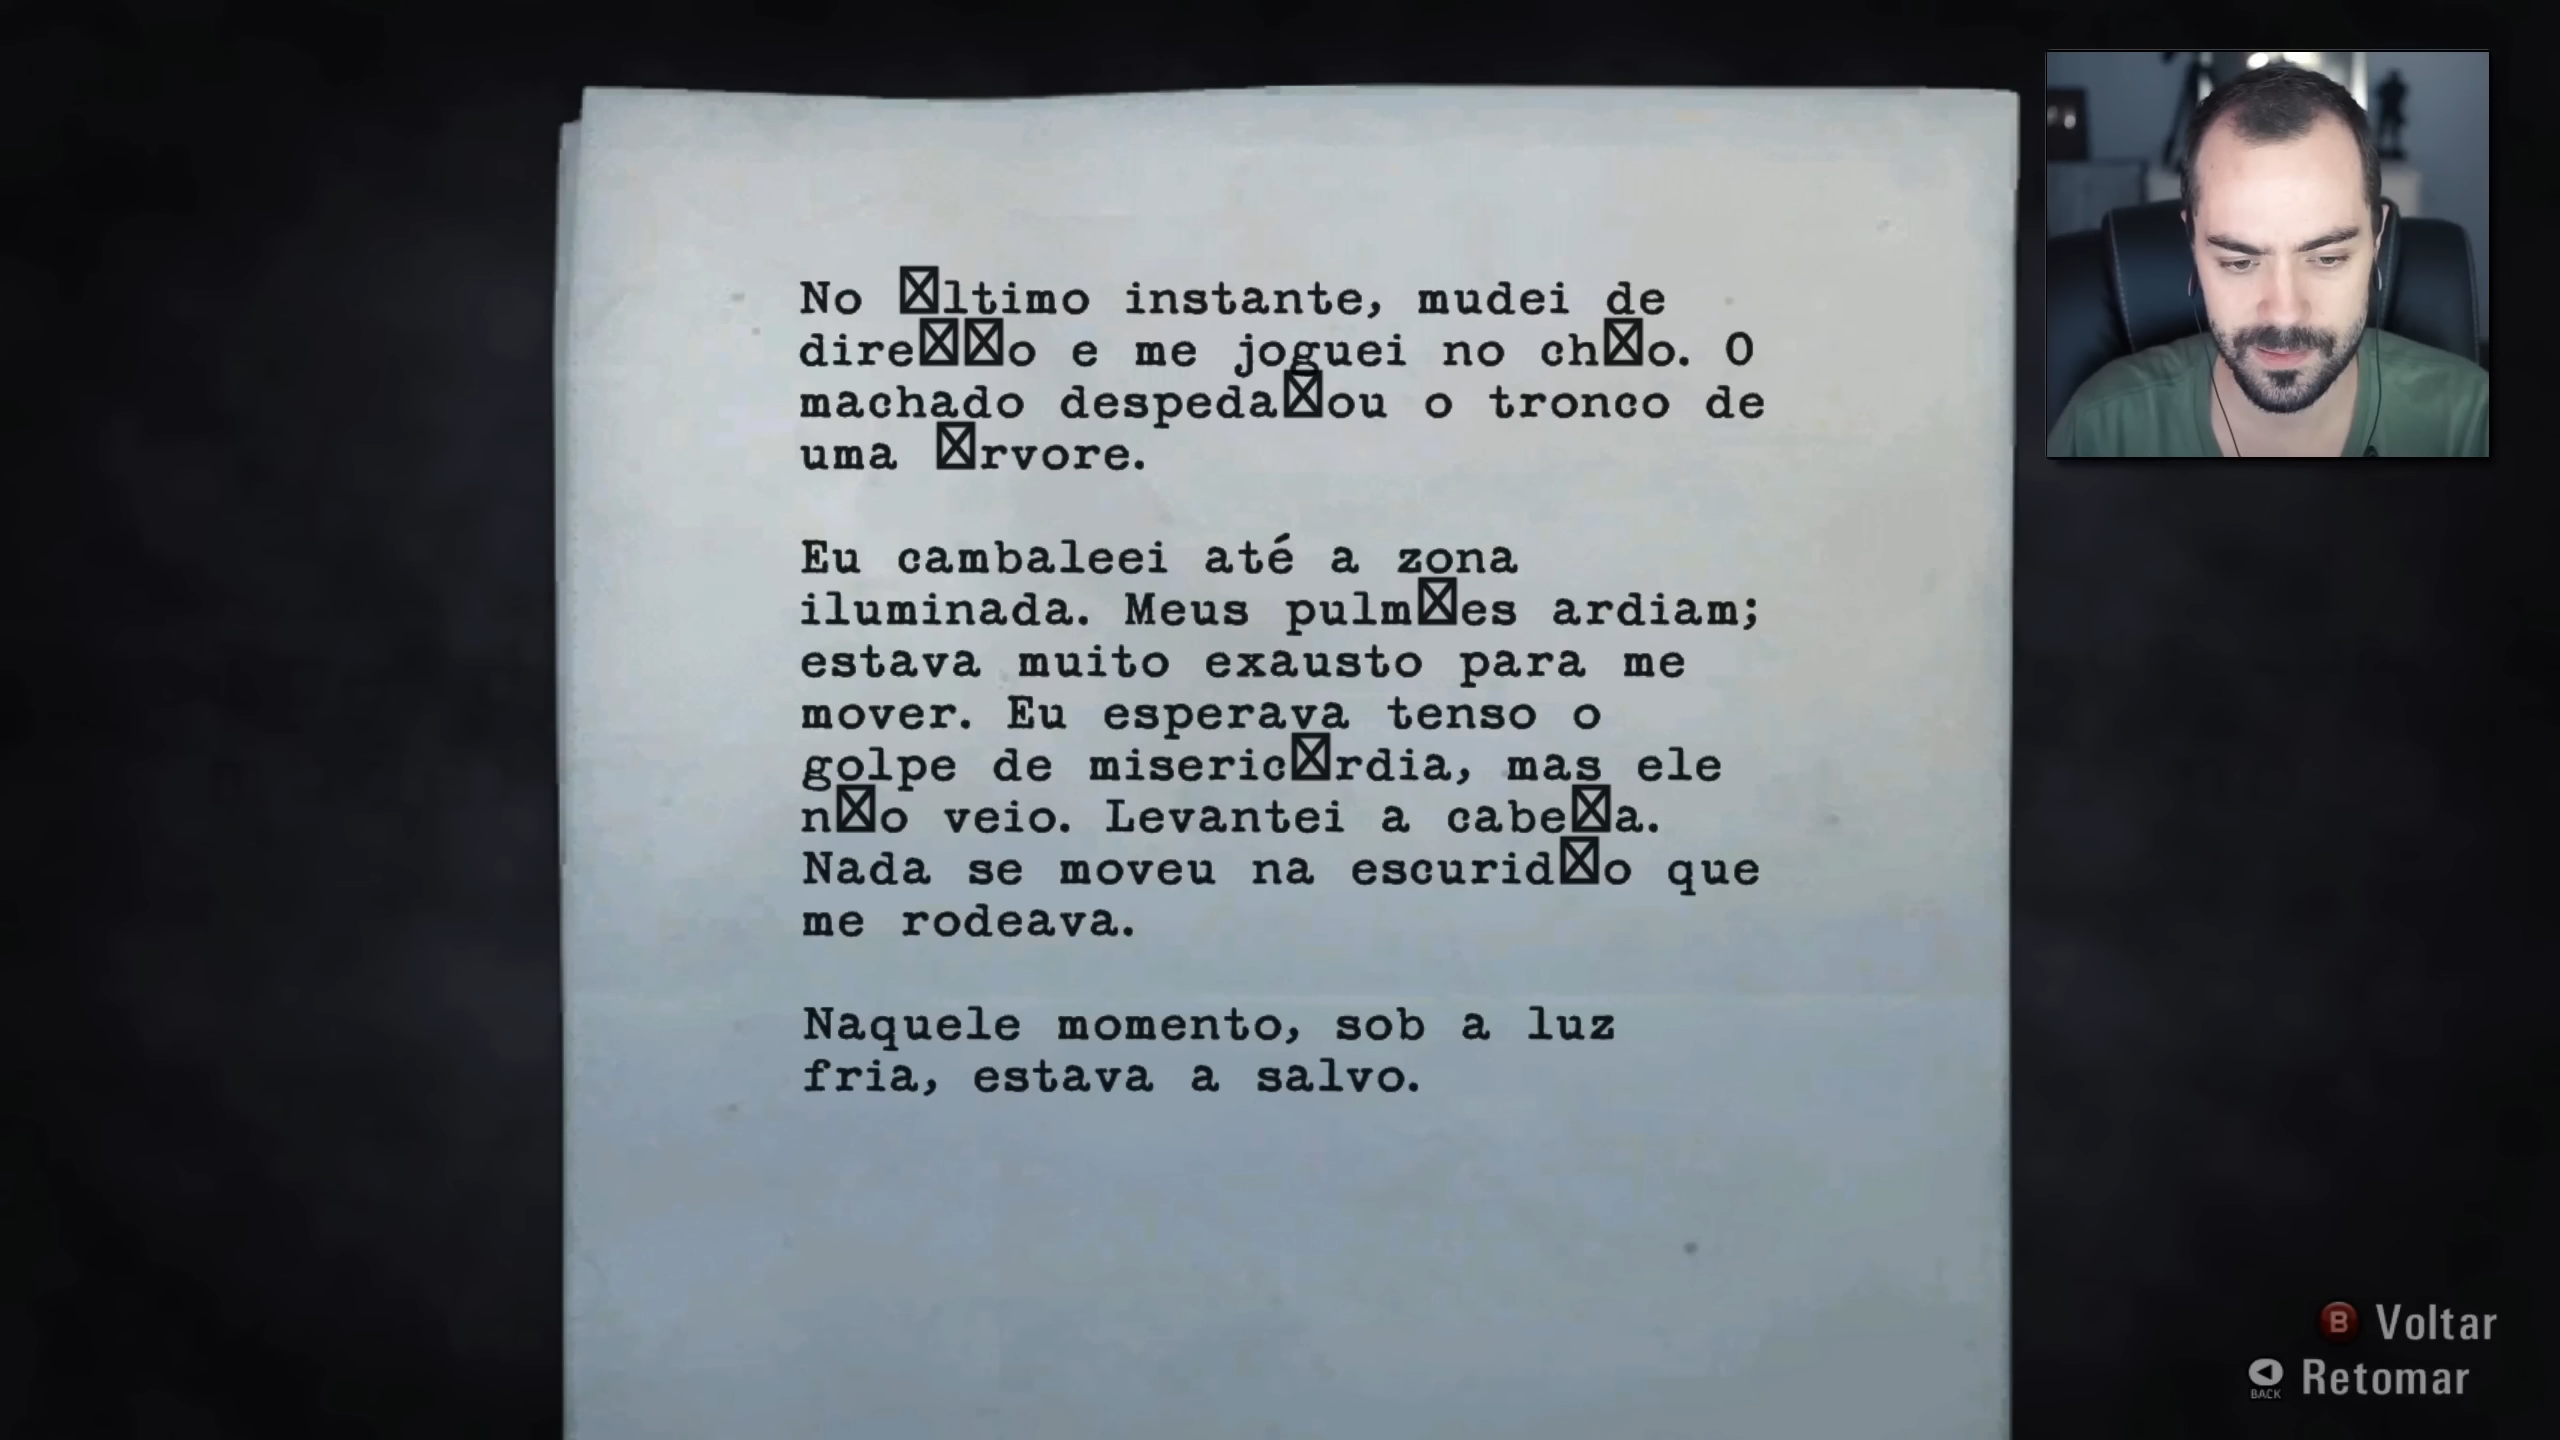 No ☒ltimo instante, mudei de
dire☒☒o e me joguei no ch☒o. O
machado despeda☒ou o tronco de
uma ☒rvore.
Eu cambaleei até a zona
iluminada. Meus pulm☒es ardiam;
estava muito exausto para me
mover. Eu esperava tenso o
golpe de miseric☒rdia, mas ele
n☒o veio. Levantei a cabe☒a.
Nada se moveu na escurid☒o que
me rodeava.
Naquele momento, sob a luz
fria, estava a salvo.
B Voltar
BACK Retomar